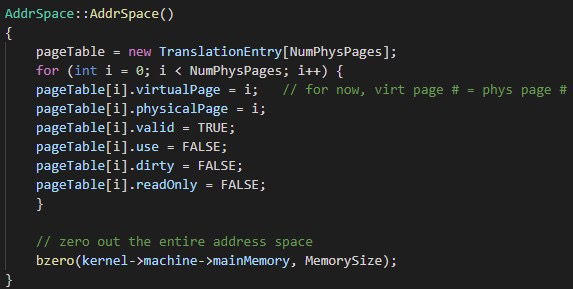 AddrSpace::AddrSpace()
{
    pageTable = new TranslationEntry[NumPhysPages];
    for (int i = 0; i < NumPhysPages; i++) {
    pageTable[i].virtualPage = i;   // for now, virt page # = phys page #
    pageTable[i].physicalPage = i;
    pageTable[i].valid = TRUE;
    pageTable[i].use = FALSE;
    pageTable[i].dirty = FALSE;
    pageTable[i].readOnly = FALSE;
    }

    // zero out the entire address space
    bzero(kernel->machine->mainMemory, MemorySize);
}